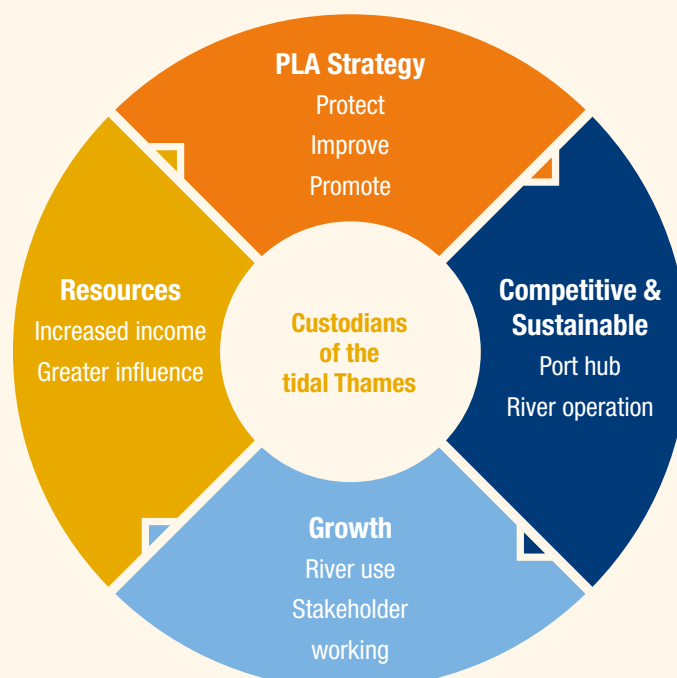 PLA Strategy
Protect
Improve
Promote
Resources
Increased income
Greater influence
Custodians
of the
tidal Thames
Competitive &
Sustainable
Port hub
River operation
Growth
River use
Stakeholder
working